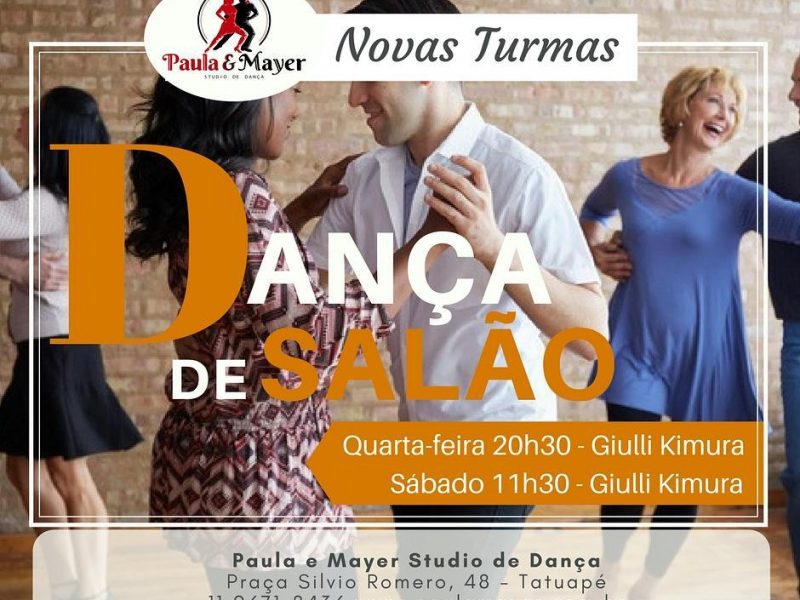 Paula & Mayer
STUDIO DE DANÇA
Novas Turmas
DANÇA
DE SALÃO
Quarta-feira 20h30 - Giulli Kimura
Sábado 11h30 - Giulli Kimura
Paula e Mayer Studio de Dança
Praça Silvio Romero, 48 – Tatuapé